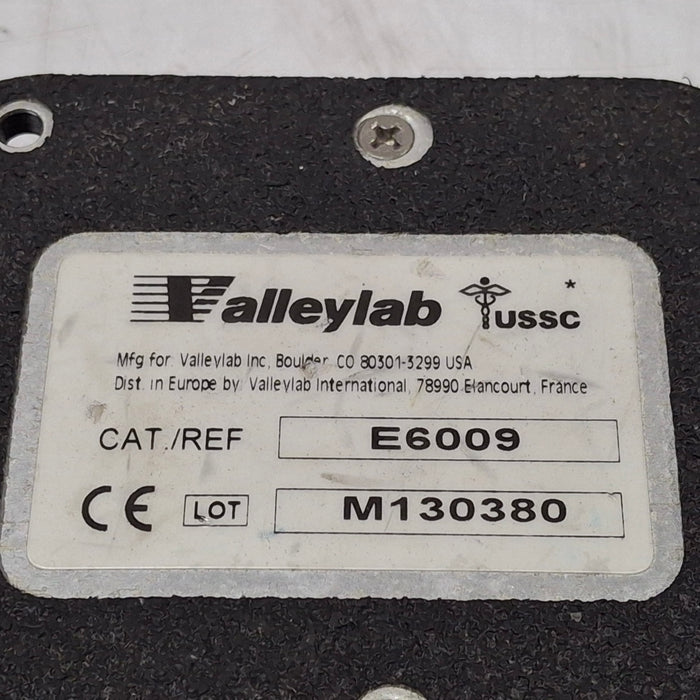 Valleylab USSC *
Mfg for: Valleylab Inc, Boulder, CO 80301-3299 USA
Dist. in Europe by: Valleylab International, 78990 Elancourt, France
CAT./REF E6009
CE LOT M130380